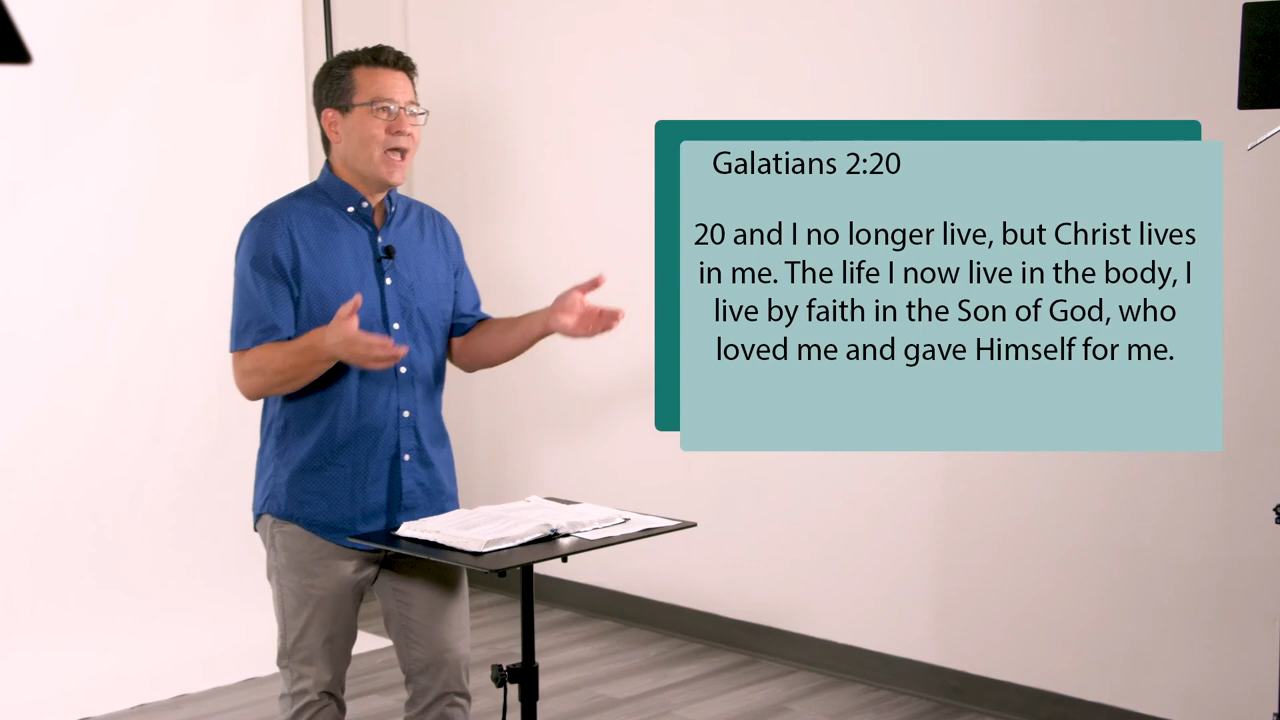 Galatians 2:20
20 and I no longer live, but Christ lives
in me. The life I now live in the body, I
live by faith in the Son of God, who
loved me and gave Himself for me.